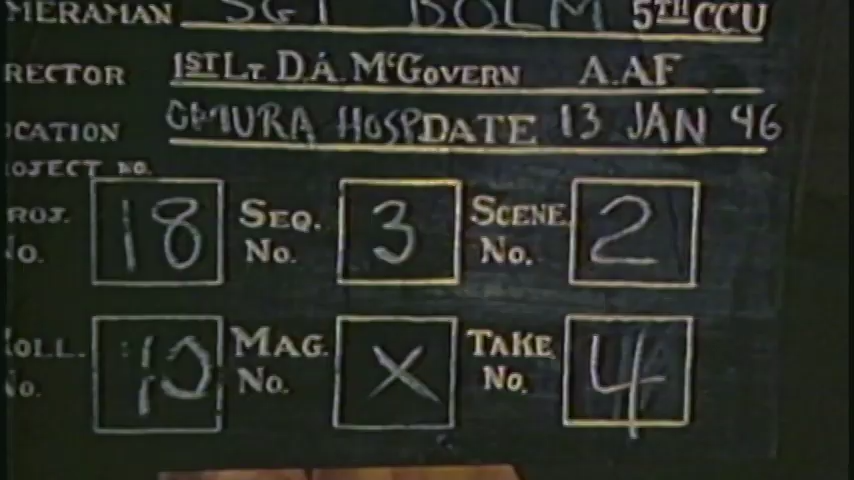 MERAMAN SGT BOLM 5TH CCU
RECTOR 1ST LT. D.A. McGOVERN A.AF
OCATION OMURA HOSP DATE 13 JAN 46
OJECT NO.
ROJ. NO. 18 SEQ. NO. 3 SCENE NO. 2
OLL. NO. 10 MAG. NO. X TAKE NO. 4